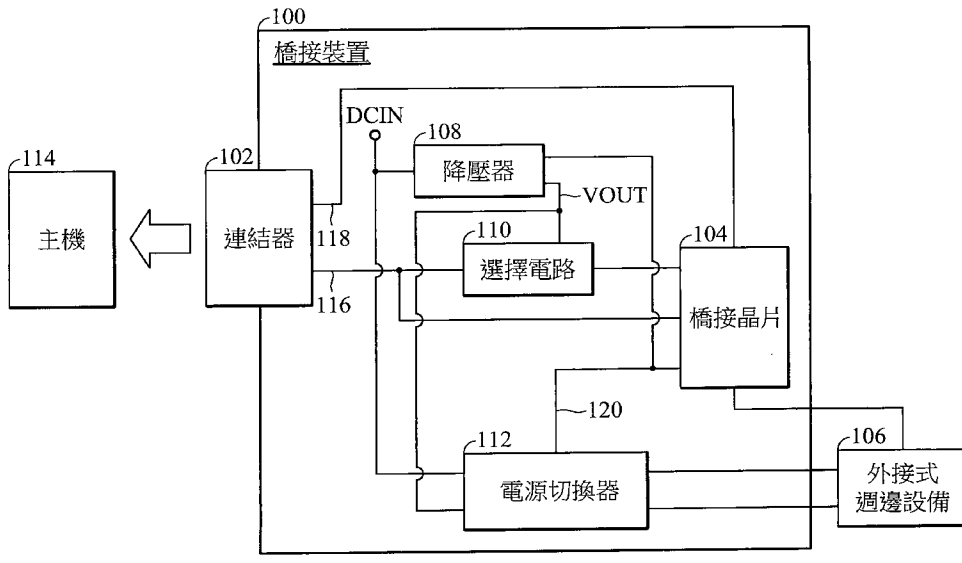 100
橋接裝置
DCIN
108
降壓器
114
主機
102
連結器
118
116
VOUT
110
選擇電路
104
橋接晶片
120
112
電源切換器
106
外接式
週邊設備